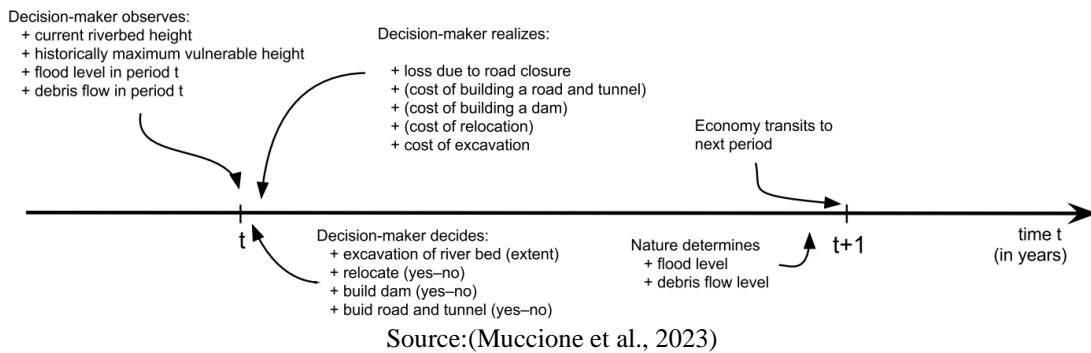 Decision-maker observes:
+ current riverbed height
+ historically maximum vulnerable height
+ flood level in period t
+ debris flow in period t
Decision-maker realizes:
+ loss due to road closure
+ (cost of building a road and tunnel)
+ (cost of building a dam)
+ (cost of relocation)
+ cost of excavation
Economy transits to
next period
t
Decision-maker decides:
+ excavation of river bed (extent)
+ relocate (yes–no)
+ build dam (yes–no)
+ buid road and tunnel (yes–no)
Nature determines
+ flood level
+ debris flow level
t+1
time t
(in years)
Source:(Muccione et al., 2023)